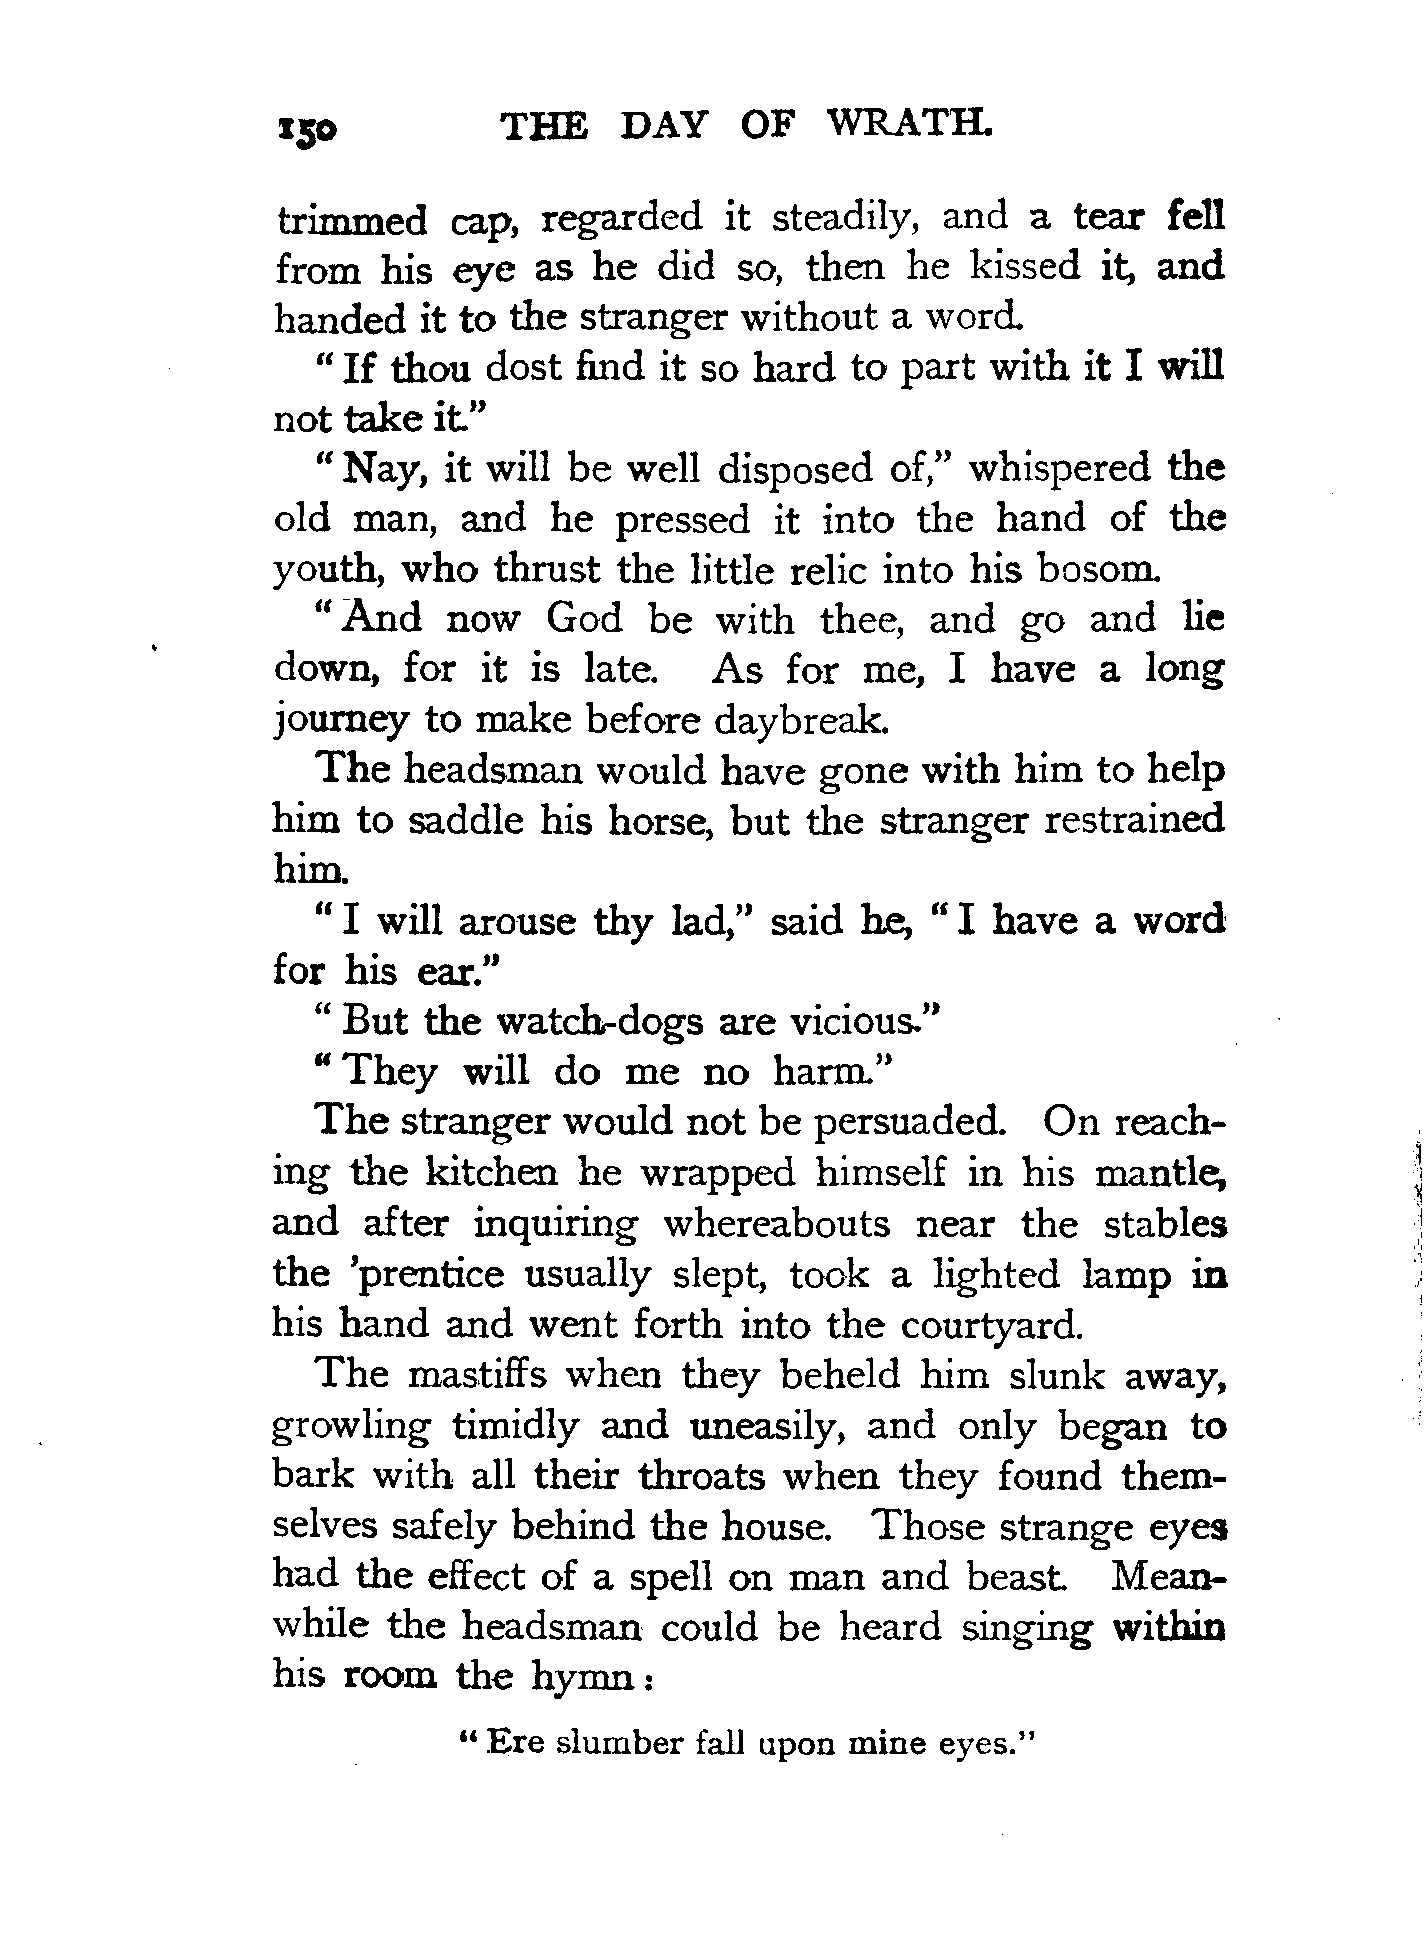 150 THE DAY OF WRATH.
trimmed cap, regarded it steadily, and a tear fell
from his eye as he did so, then he kissed it, and
handed it to the stranger without a word.
"If thou dost find it so hard to part with it I will
not take it."
"Nay, it will be well disposed of," whispered the
old man, and he pressed it into the hand of the
youth, who thrust the little relic into his bosom.
"And now God be with thee, and go and lie
down, for it is late. As for me, I have a long
journey to make before daybreak.
The headsman would have gone with him to help
him to saddle his horse, but the stranger restrained
him.
"I will arouse thy lad," said he, "I have a word
for his ear."
"But the watch-dogs are vicious."
"They will do me no harm."
The stranger would not be persuaded. On reach-
ing the kitchen he wrapped himself in his mantle,
and after inquiring whereabouts near the stables
the 'prentice usually slept, took a lighted lamp in
his hand and went forth into the courtyard.
The mastiffs when they beheld him slunk away,
growling timidly and uneasily, and only began to
bark with all their throats when they found them-
selves safely behind the house. Those strange eyes
had the effect of a spell on man and beast. Mean-
while the headsman could be heard singing within
his room the hymn:
"Ere slumber fall upon mine eyes."